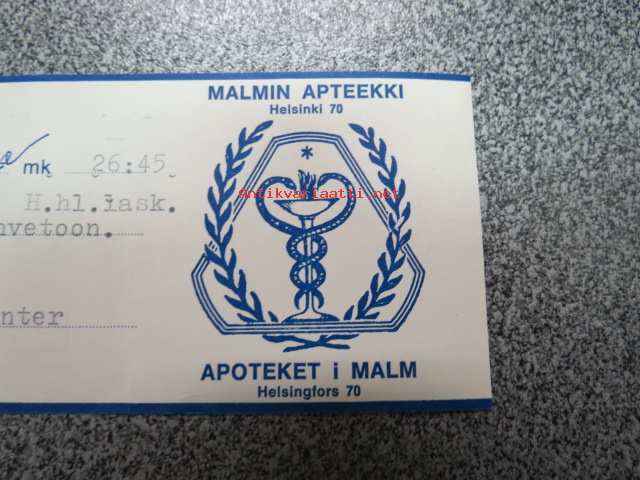 MALMIN APTEEKKI
Helsinki 70
mk 26:45
H.hl.lask.
nvetoon.
antikvariaatti.net
nter
APOTEKET i MALM
Helsingfors 70